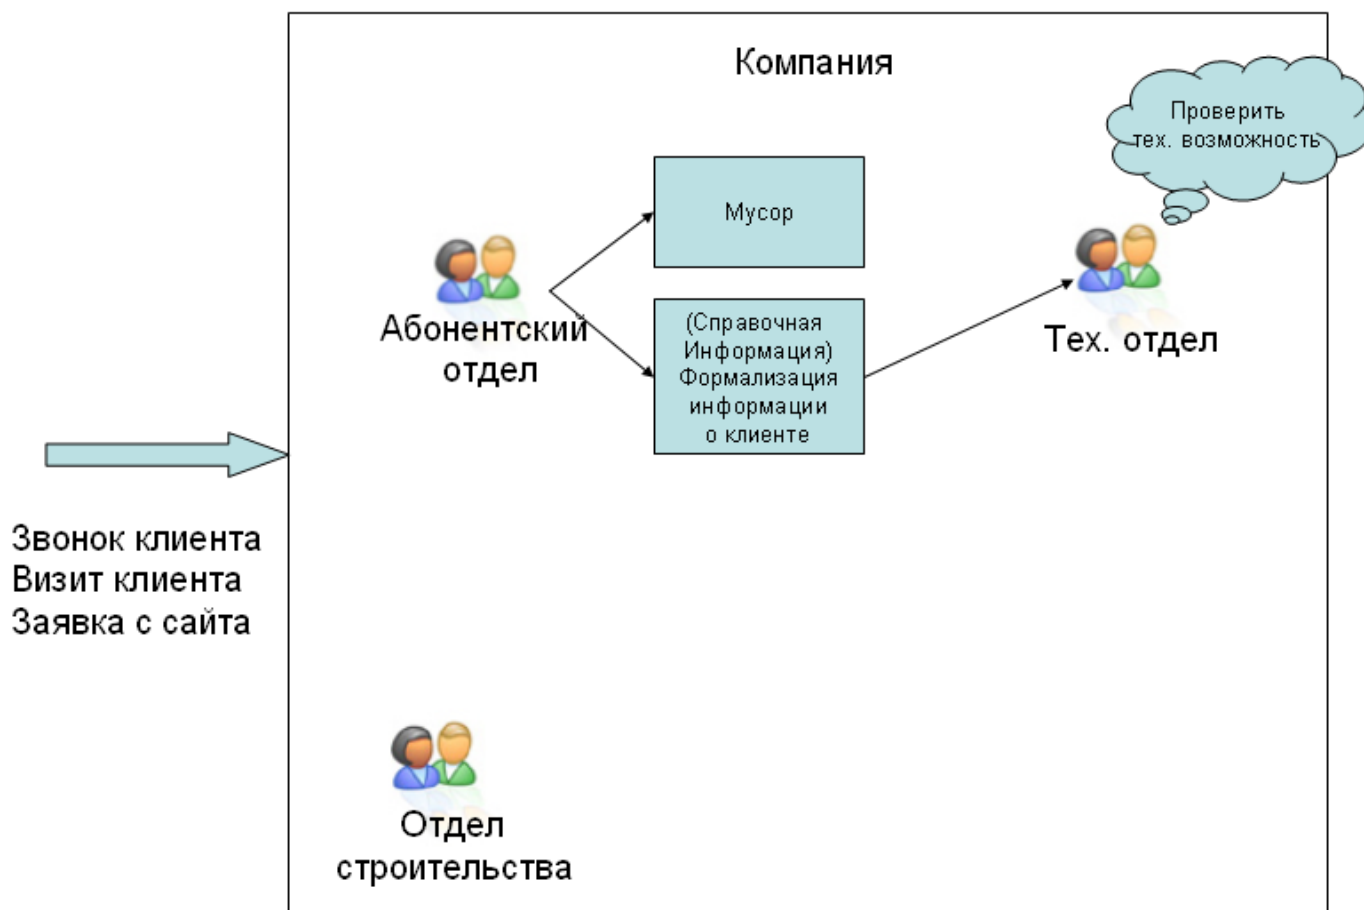 Компания
Проверить
тех. возможность
Мусор
Абонентский
отдел
(Справочная
Информация)
Формализация
информации
о клиенте
Тех. отдел
Звонок клиента
Визит клиента
Заявка с сайта
Отдел
строительства